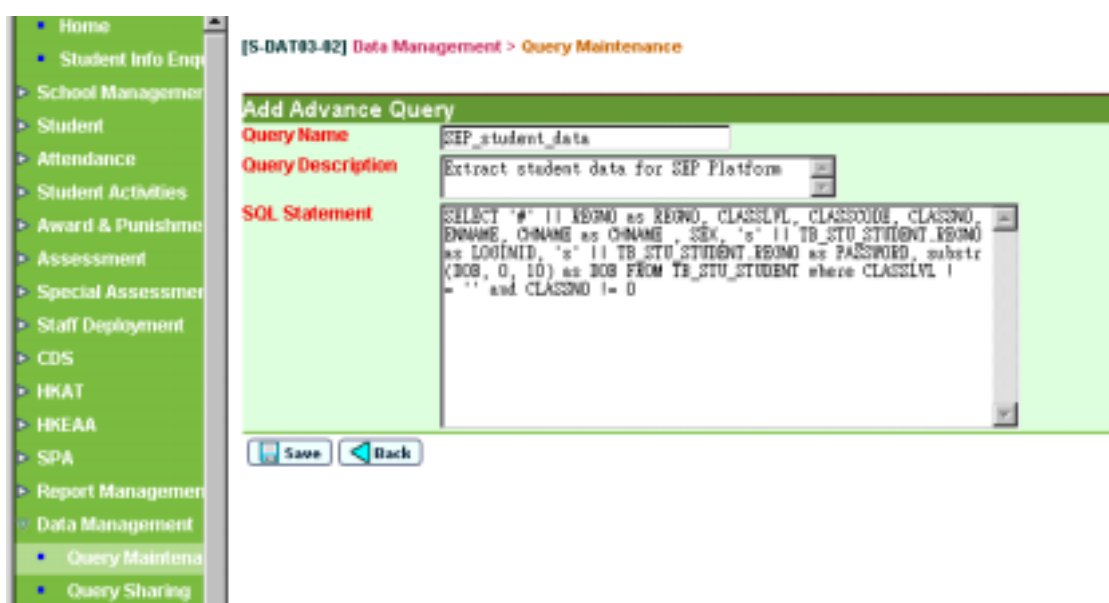 Home
Student Info Enq
School Managemen
Student
Attendance
Student Activities
Award & Punishme
Assessment
Special Assessmen
Staff Deployment
CDS
HKAT
HKEAA
SPA
Report Managemen
Data Management
Query Maintena
Query Sharing
[S-DAT03-02] Data Management > Query Maintenance
Add Advance Query
Query Name
SEP_student_data
Query Description
Extract student data for SEP Platform
SQL Statement
SELECT '#' || REGNO as REGNO, CLASSLVL, CLASSCODE, CLASSNO,
ENNAME, CHNAME as CHNAME , SEX, 's' || TB_STU_STUDENT.REGNO
as LOGINID, 's' || TB_STU_STUDENT.REGNO as PASSWORD, substr
(DOB, 0, 10) as DOB FROM TB_STU_STUDENT where CLASSLVL !
= '' and CLASSNO != 0
Save
Back